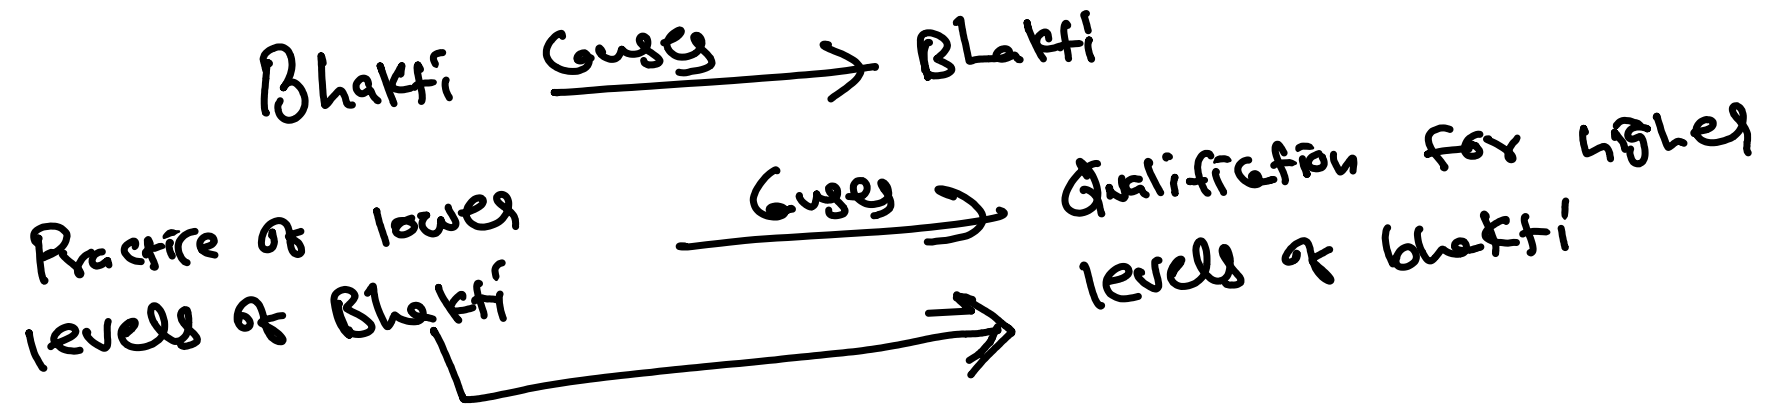 Bhakti Causes Bhakti
Practice of lower Causes Qualification for higher
levels of Bhakti levels of bhakti